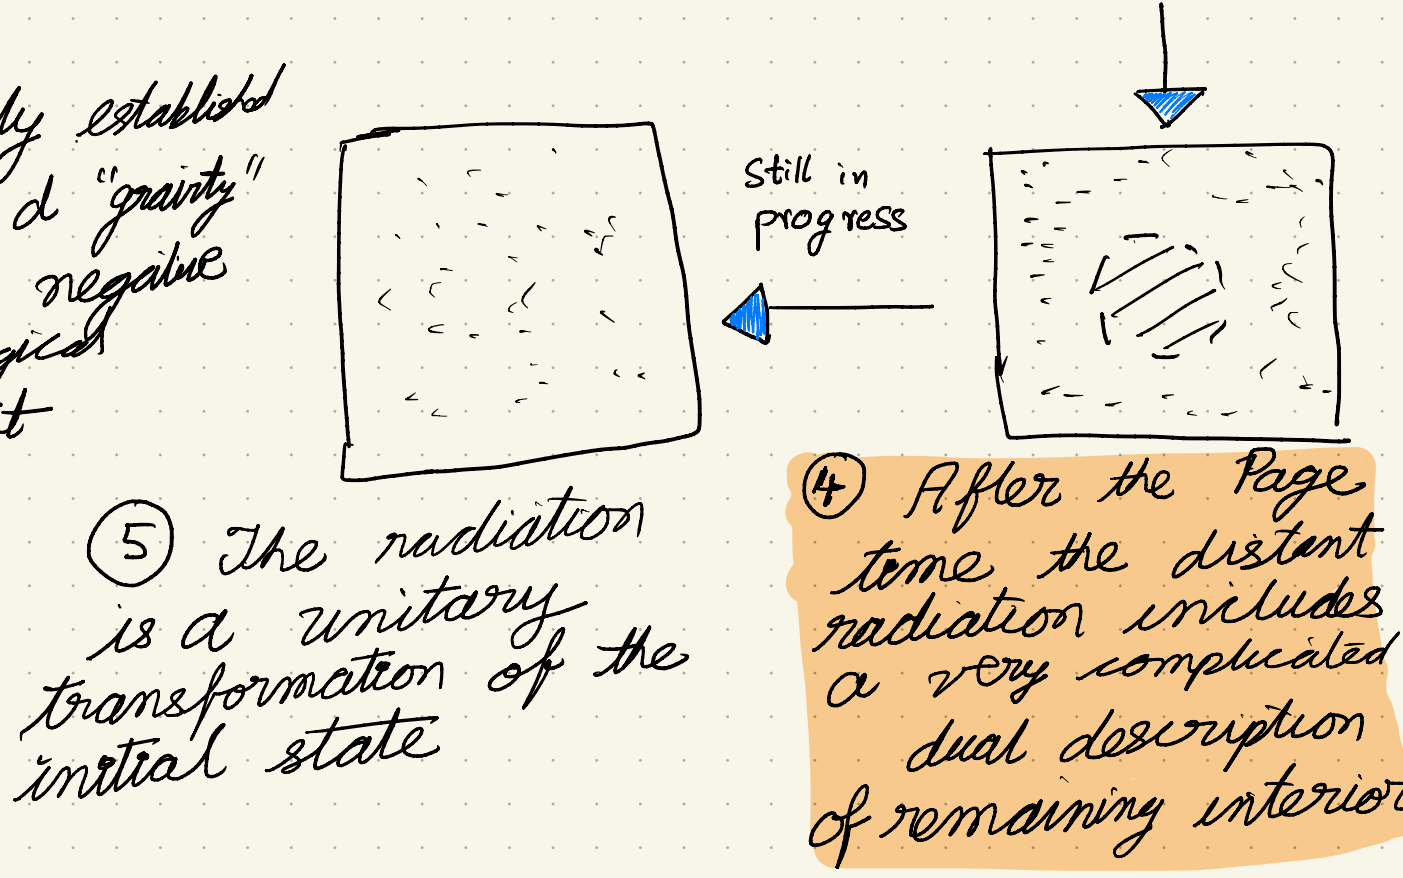 ly established
d "gravity"
negative
gical
t
Still in
progress
④ After the Page
time the distant
radiation includes
a very complicated
dual description
of remaining interior
⑤ The radiation
is a unitary
transformation of the
initial state